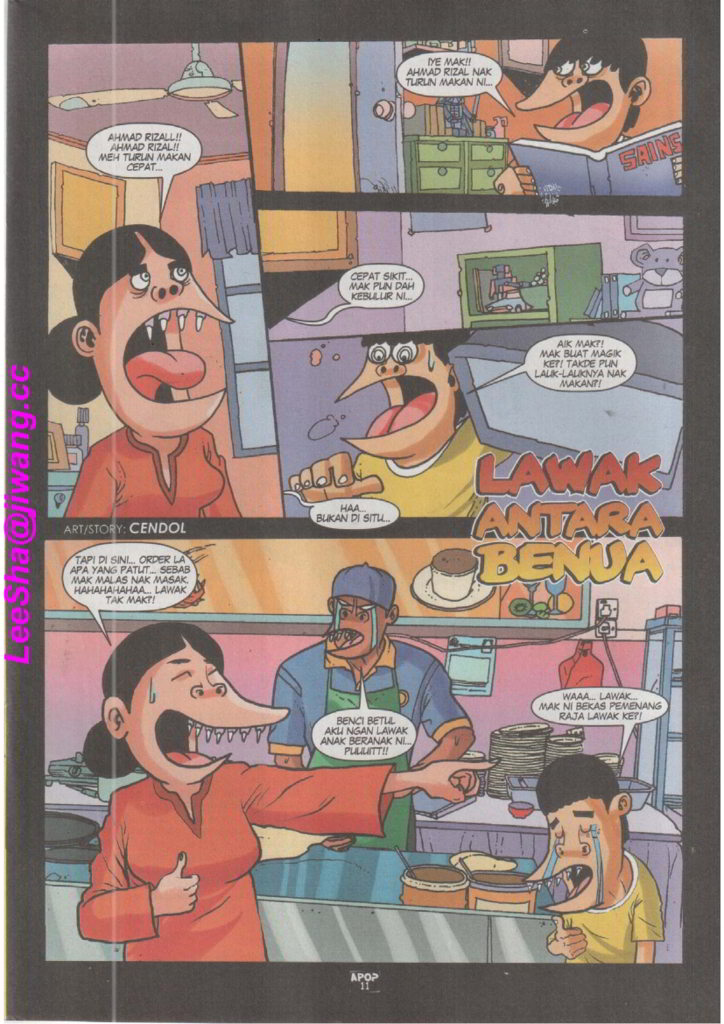 AHMAD RIZALL!!
AHMAD RIZAL!!
MEH TURUN MAKAN
CEPAT...
IYE MAK!!
AHMAD RIZAL NAK
TURUN MAKAN NI...
SAINS
CEPAT SIKIT...
MAK PUN DAH
KEBULUR NI...
AIK MAK?!
MAK BUAT MAGIK
KE?! TAKDE PUN
LAUK-LAUKNYA NAK
MAKAN?!
HAA...
BUKAN DI SITU...
LAWAK
ANTARA
BENUA
ART/STORY: CENDOL
TAPI DI SINI... ORDER LA
APA YANG PATUT... SEBAB
MAK MALAS NAK MASAK.
HAHAHAHAHAA... LAWAK
TAK MAK?!
BENCI BETUL
AKU NGAN LAWAK
ANAK BERANAK NI...
PUUUITT!!
WAAA... LAWAK...
MAK NI BEKAS PEMENANG
RAJA LAWAK KE?!
APOP
11
LeeSha@jiwang.cc